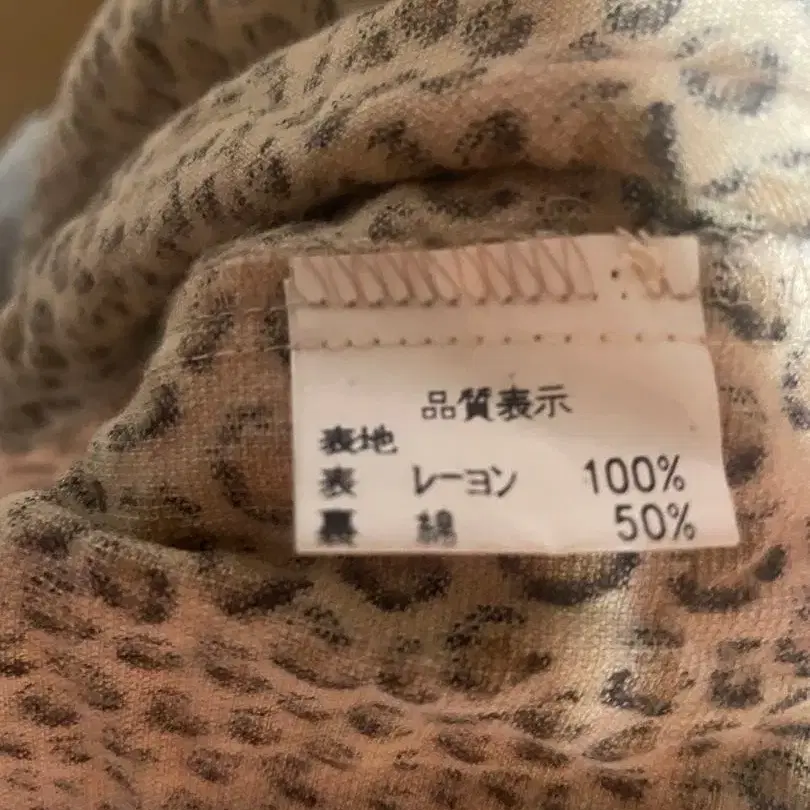 品質表示
表地
表 レーヨン 100%
裏 綿 50%